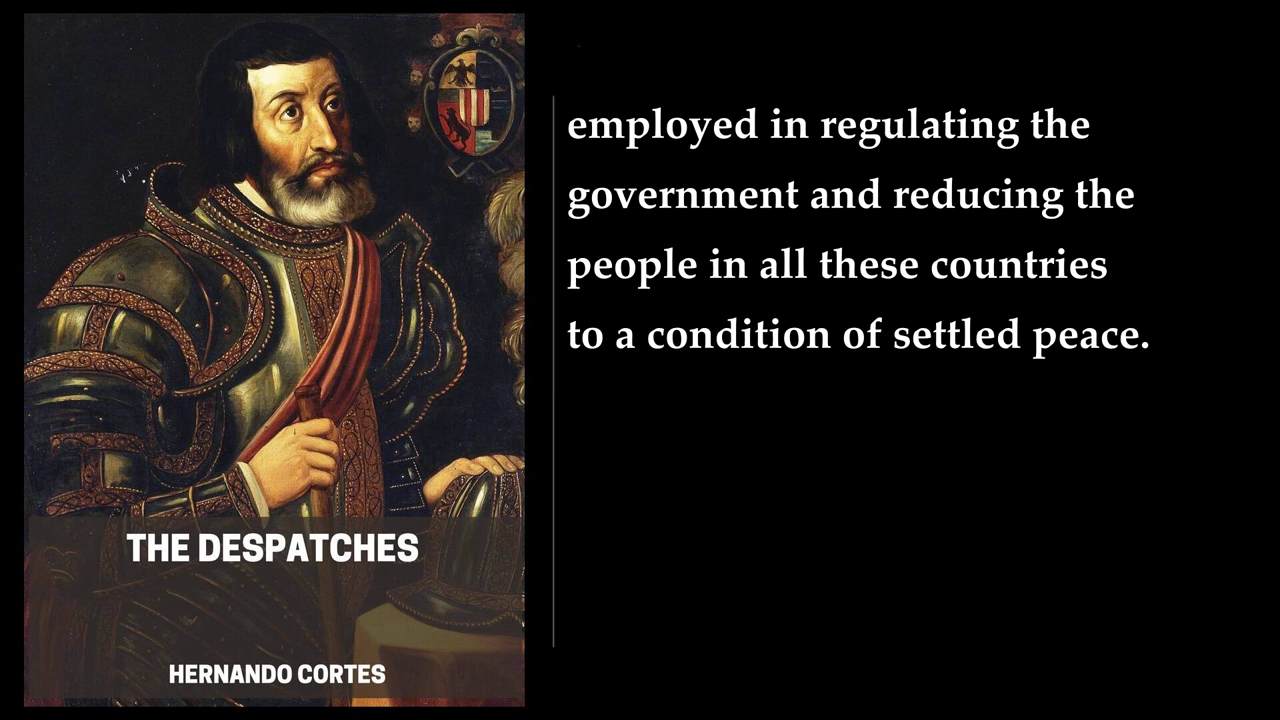 THE DESPATCHES
HERNANDO CORTES
employed in regulating the
government and reducing the
people in all these countries
to a condition of settled peace.